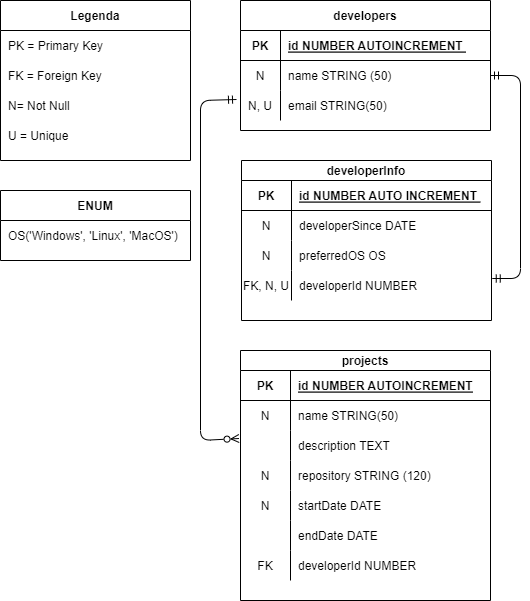 Legenda
PK = Primary Key
FK = Foreign Key
N= Not Null
U = Unique
ENUM
OS('Windows', 'Linux', 'MacOS')
developers
PK id NUMBER AUTOINCREMENT
N name STRING (50)
N, U email STRING(50)
developerInfo
PK id NUMBER AUTO INCREMENT
N developerSince DATE
N preferredOS OS
FK, N, U developerId NUMBER
projects
PK id NUMBER AUTOINCREMENT
N name STRING(50)
description TEXT
N repository STRING (120)
N startDate DATE
endDate DATE
FK developerId NUMBER